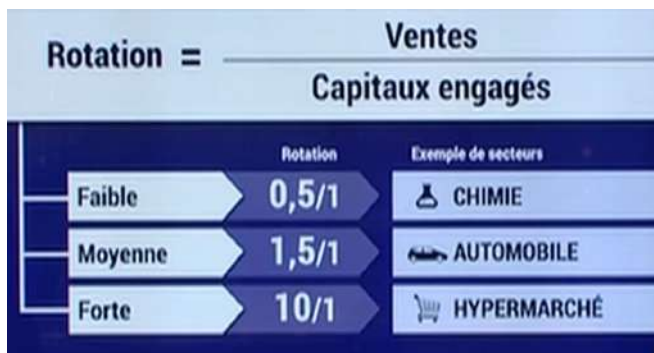 Rotation = Ventes
Capitaux engagés
Rotation Exemple de secteurs
Faible 0,5/1 CHIMIE
Moyenne 1,5/1 AUTOMOBILE
Forte 10/1 HYPERMARCHÉ